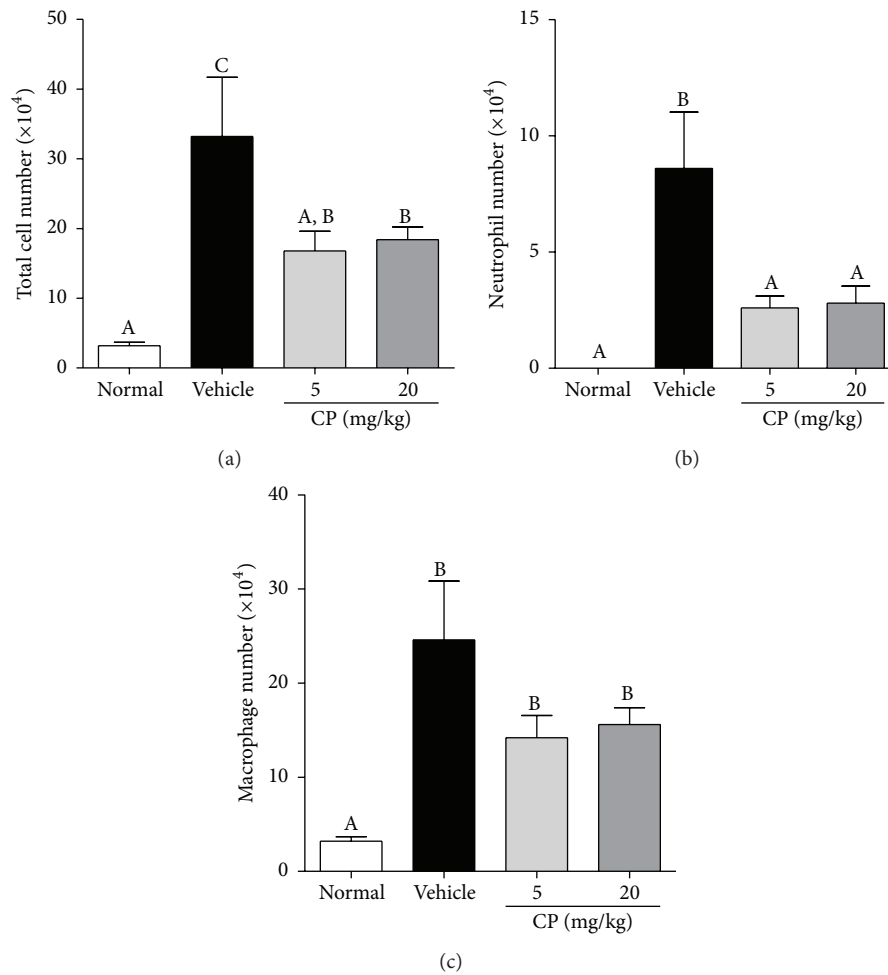 50
40
30
20
10
0
Total cell number (×10⁴)
A
C
A, B
B
Normal
Vehicle
5
20
CP (mg/kg)
(a)
15
10
5
0
Neutrophil number (×10⁴)
A
B
A
A
Normal
Vehicle
5
20
CP (mg/kg)
(b)
40
30
20
10
0
Macrophage number (×10⁴)
A
B
B
B
Normal
Vehicle
5
20
CP (mg/kg)
(c)